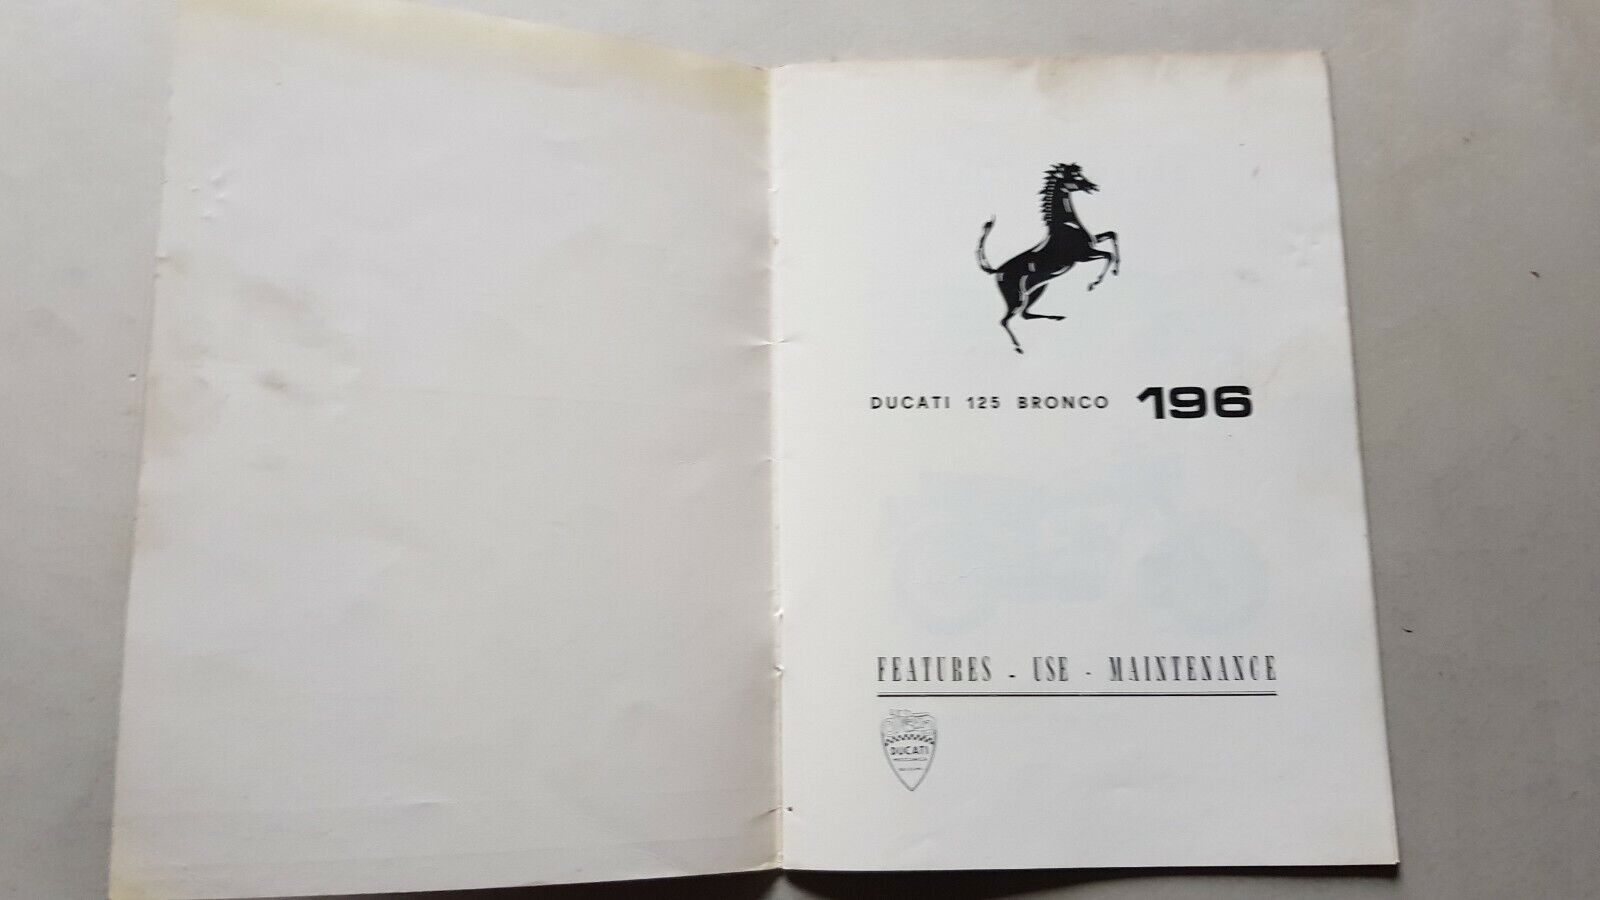 DUCATI 125 BRONCO 196
FEATURES - USE - MAINTENANCE
DUCATI